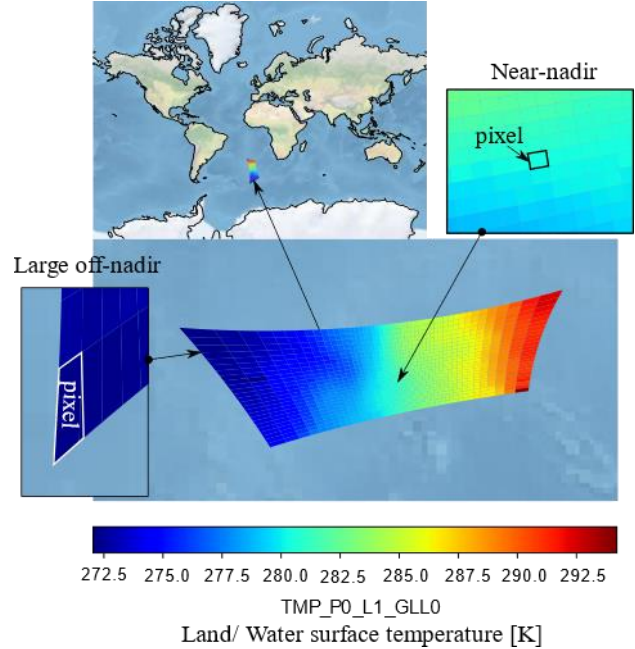 Near-nadir
pixel
Large off-nadir
pixel
272.5 275.0 277.5 280.0 282.5 285.0 287.5 290.0 292.5
TMP_P0_L1_GLL0
Land/ Water surface temperature [K]